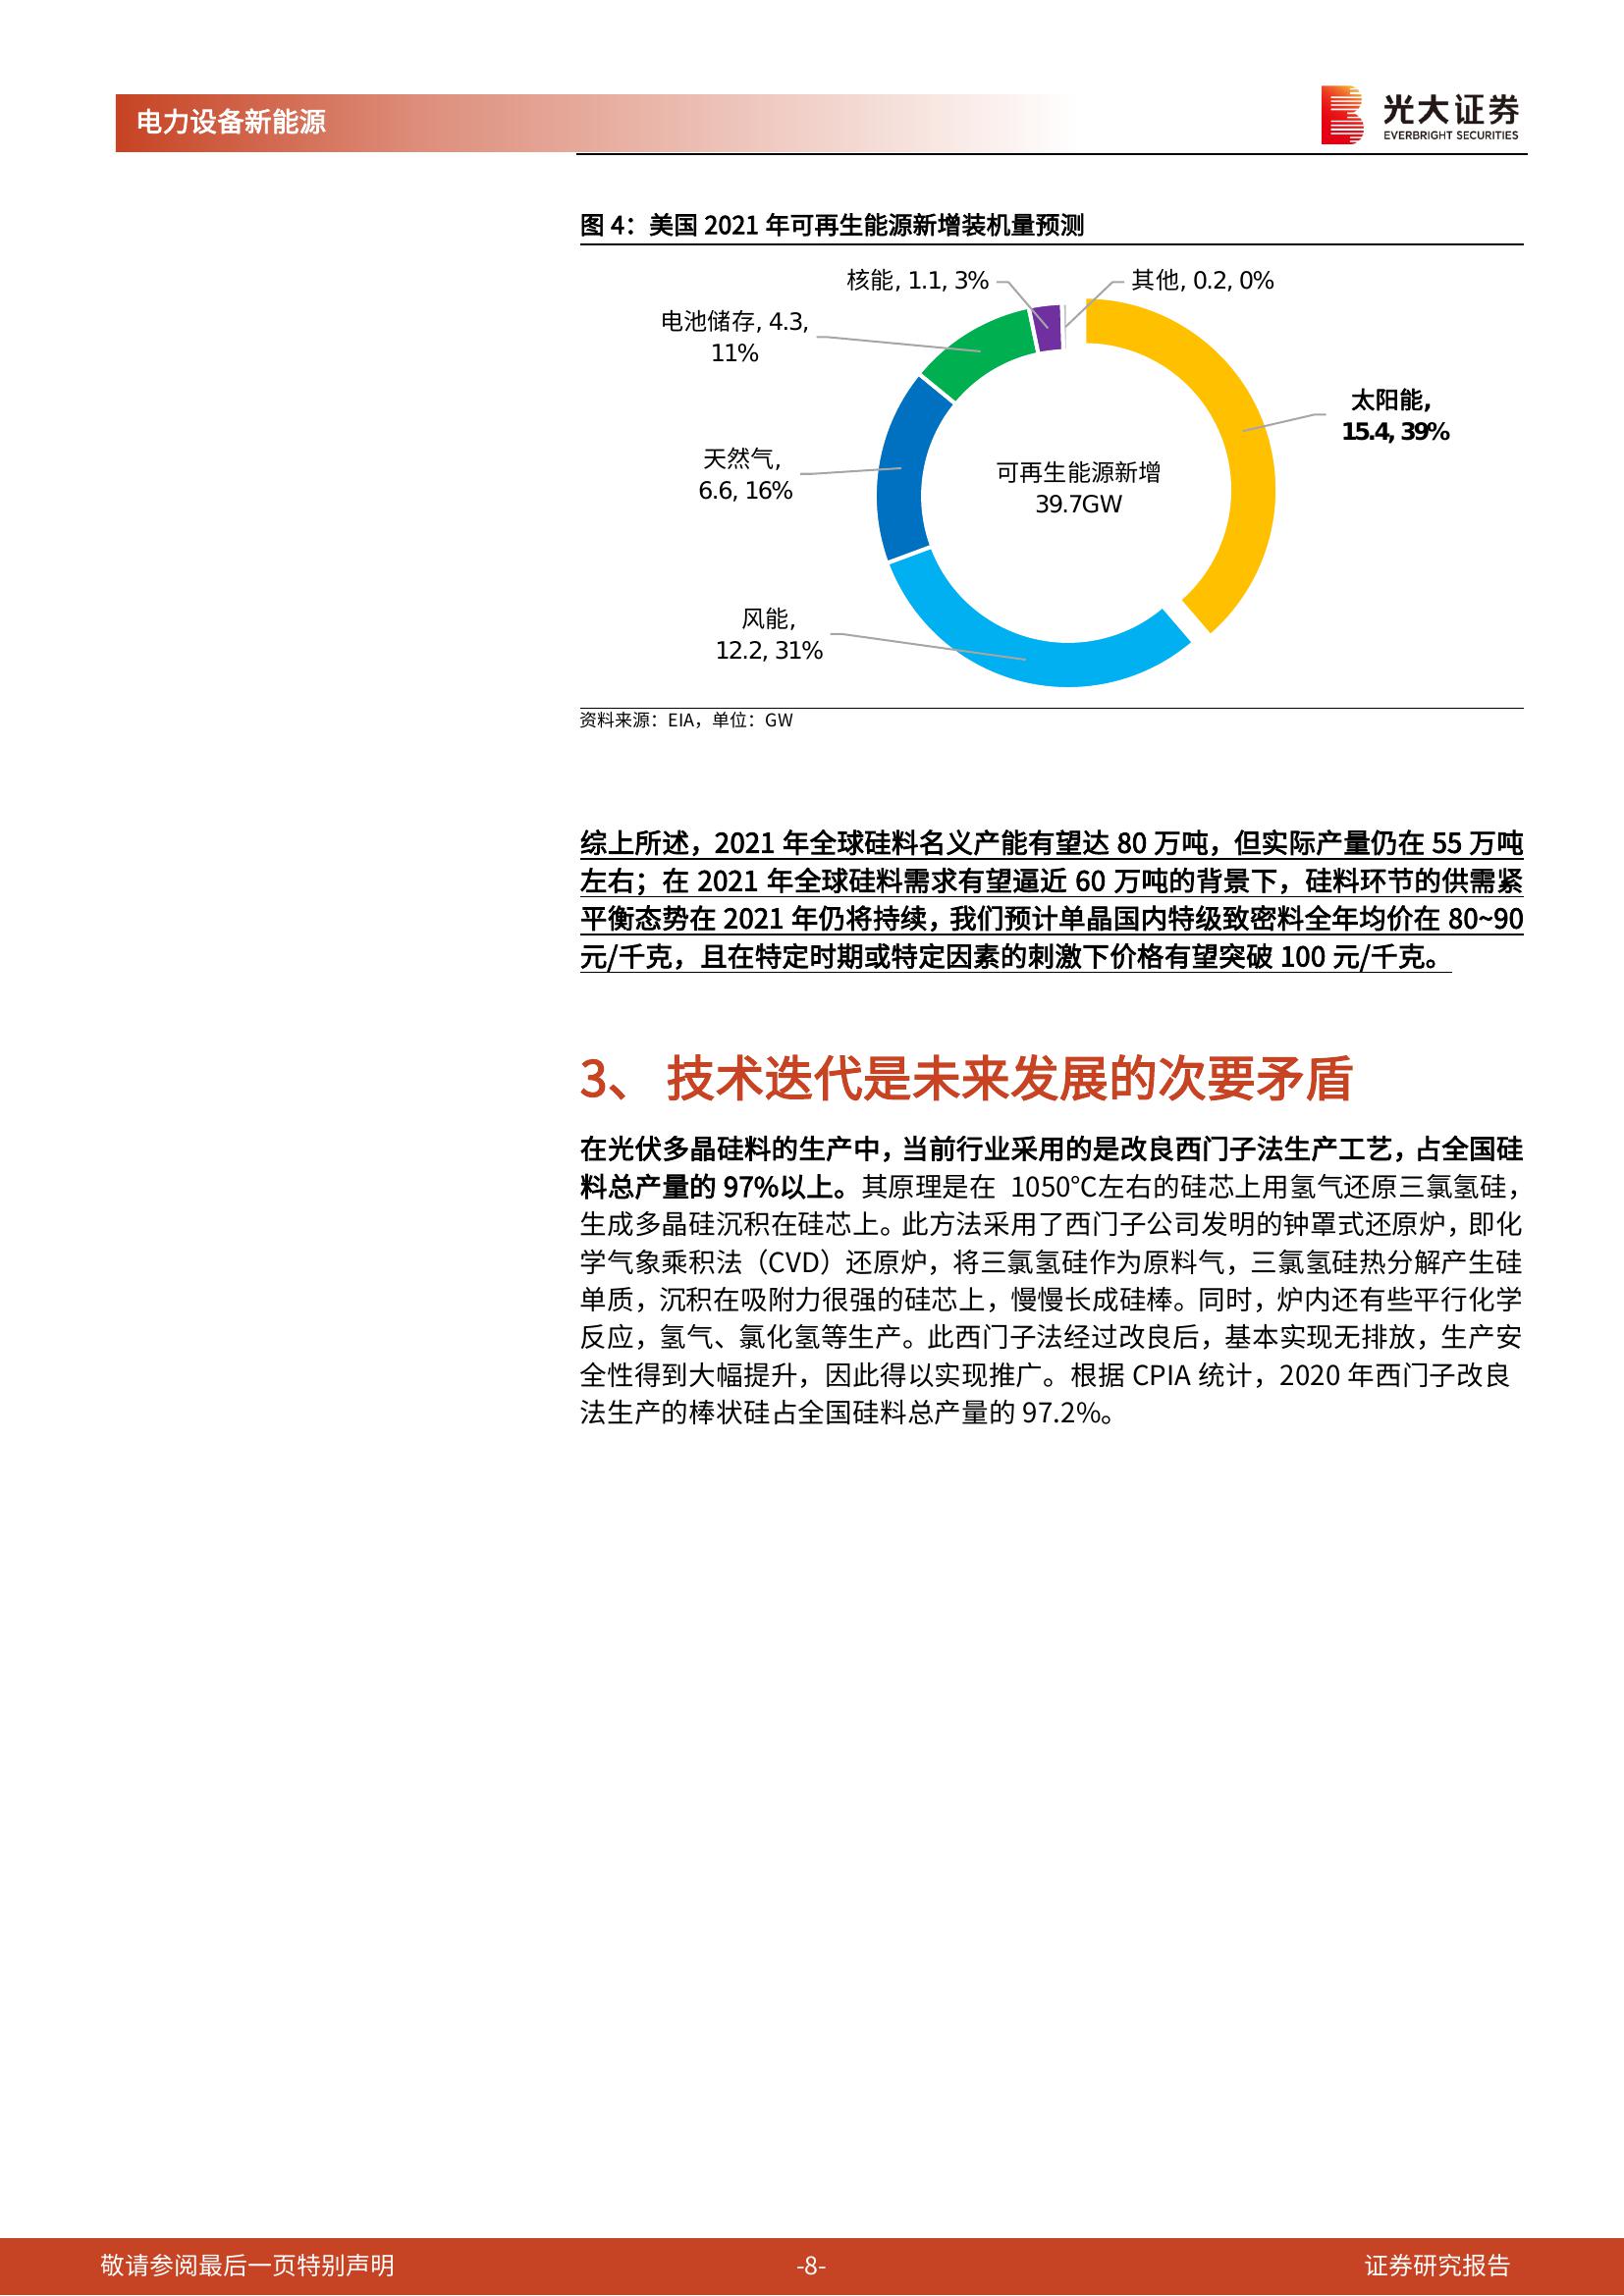 电力设备新能源
光大证券
EVERBRIGHT SECURITIES
图 4：美国 2021 年可再生能源新增装机量预测
核能, 1.1, 3%
其他, 0.2, 0%
电池储存, 4.3,
11%
太阳能,
15.4, 39%
天然气,
6.6, 16%
可再生能源新增
39.7GW
风能,
12.2, 31%
资料来源：EIA，单位：GW
综上所述，2021 年全球硅料名义产能有望达 80 万吨，但实际产量仍在 55 万吨
左右；在 2021 年全球硅料需求有望逼近 60 万吨的背景下，硅料环节的供需紧
平衡态势在 2021 年仍将持续，我们预计单晶国内特级致密料全年均价在 80~90
元/千克，且在特定时期或特定因素的刺激下价格有望突破 100 元/千克。
3、 技术迭代是未来发展的次要矛盾
在光伏多晶硅料的生产中，当前行业采用的是改良西门子法生产工艺，占全国硅
料总产量的 97%以上。其原理是在 1050℃左右的硅芯上用氢气还原三氯氢硅，
生成多晶硅沉积在硅芯上。此方法采用了西门子公司发明的钟罩式还原炉，即化
学气象乘积法（CVD）还原炉，将三氯氢硅作为原料气，三氯氢硅热分解产生硅
单质，沉积在吸附力很强的硅芯上，慢慢长成硅棒。同时，炉内还有些平行化学
反应，氢气、氯化氢等生产。此西门子法经过改良后，基本实现无排放，生产安
全性得到大幅提升，因此得以实现推广。根据 CPIA 统计，2020 年西门子改良
法生产的棒状硅占全国硅料总产量的 97.2%。
敬请参阅最后一页特别声明
-8-
证券研究报告